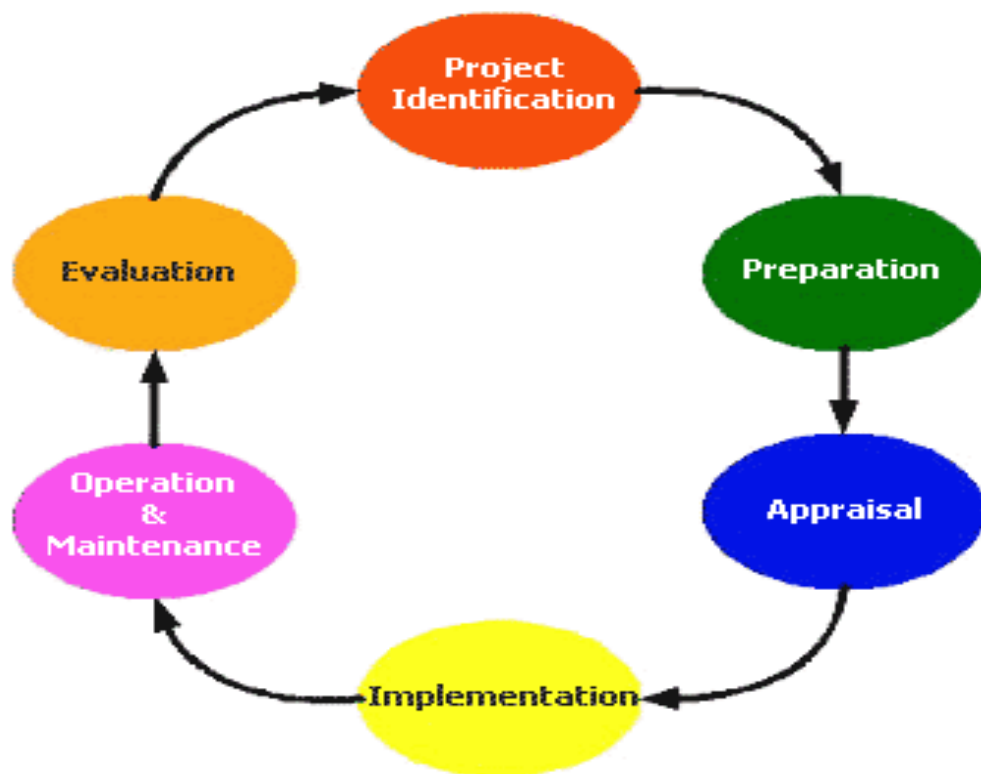 Project
Identification
Preparation
Appraisal
Implementation
Operation
&
Maintenance
Evaluation